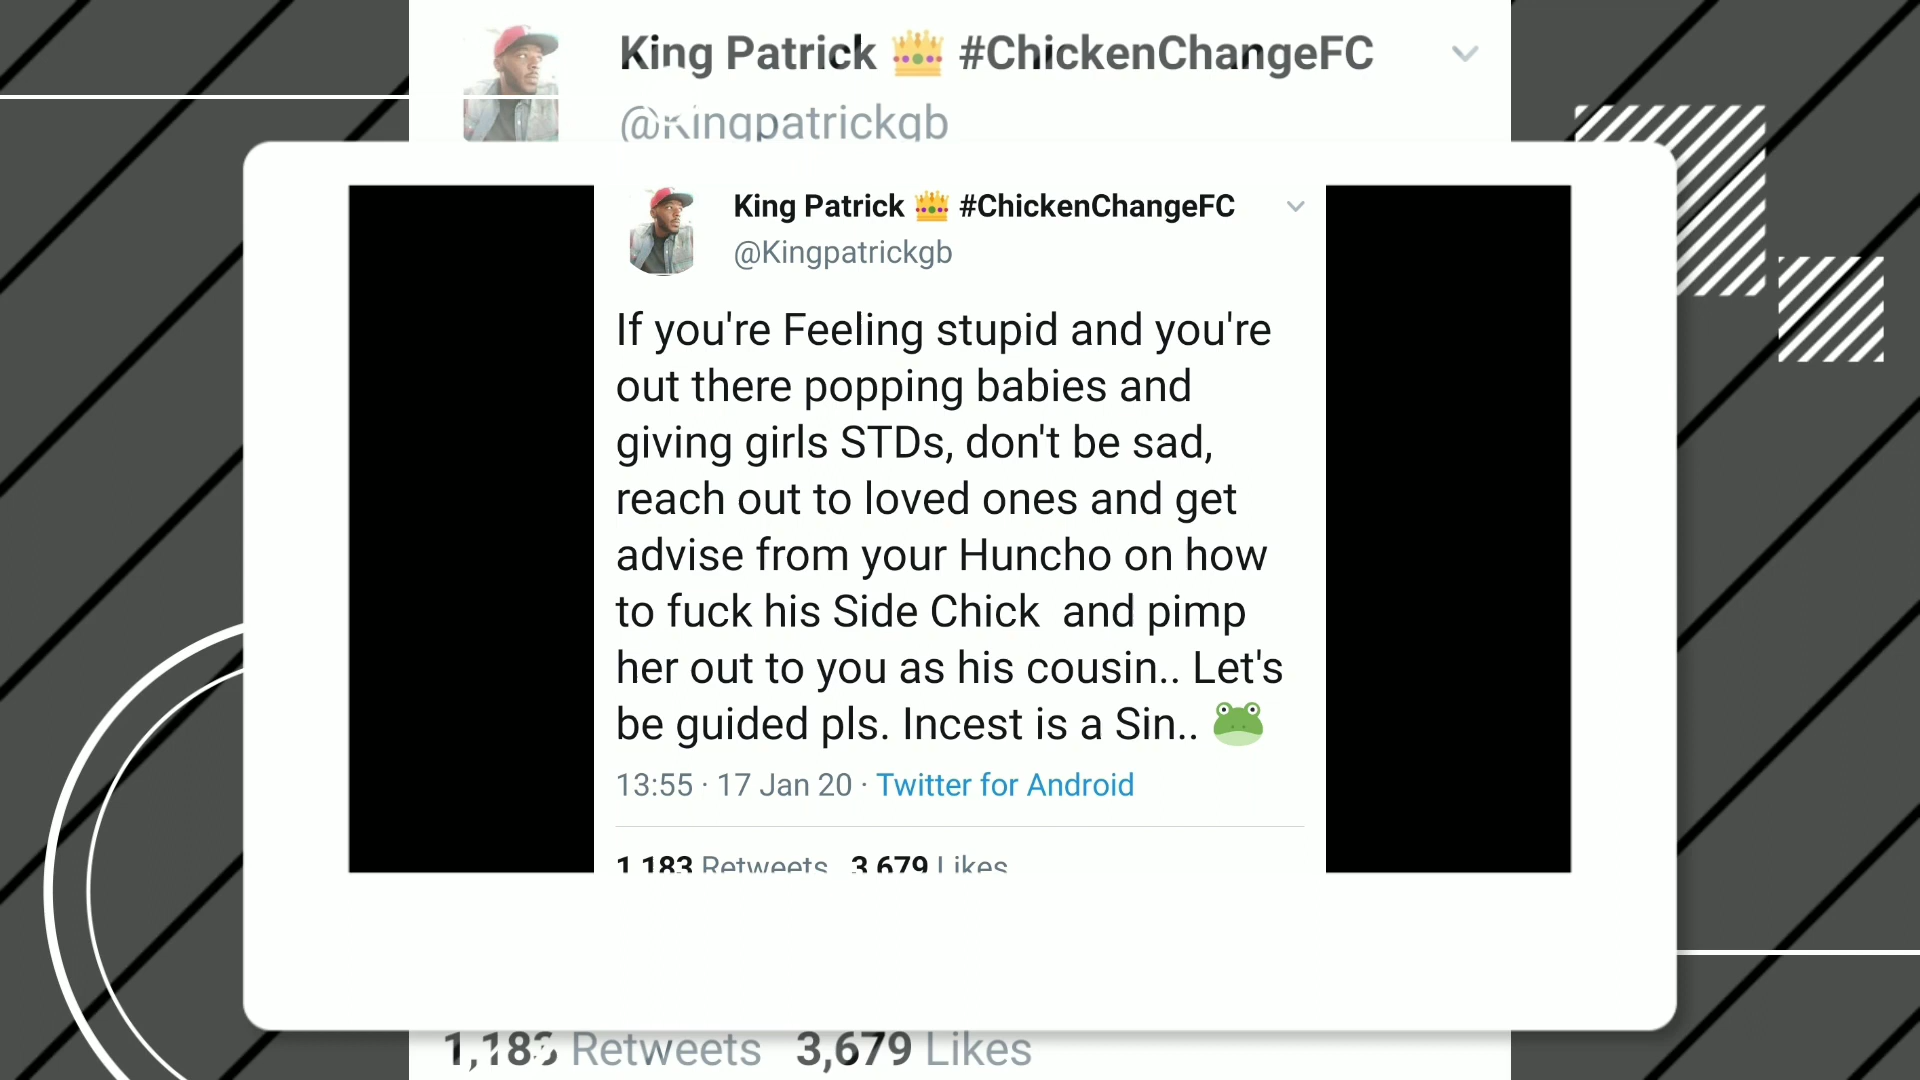 King Patrick 👑 #ChickenChangeFC
@Kingpatrickgb
King Patrick 👑 #ChickenChangeFC
@Kingpatrickgb
If you're Feeling stupid and you're
out there popping babies and
giving girls STDs, don't be sad,
reach out to loved ones and get
advise from your Huncho on how
to fuck his Side Chick  and pimp
her out to you as his cousin.. Let's
be guided pls. Incest is a Sin.. 🐸
13:55 · 17 Jan 20 · Twitter for Android
1,183 Retweets 3,679 Likes
1,183 Retweets 3,679 Likes